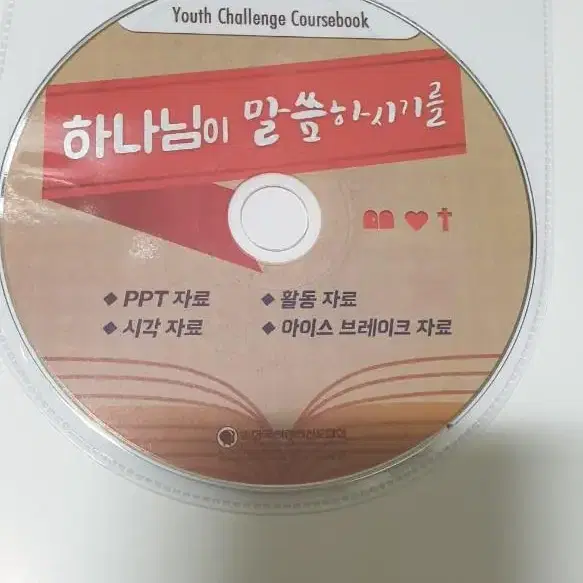 Youth Challenge Coursebook
하나님이 말씀하시기를
◆ PPT 자료 ◆ 활동 자료
◆ 시각 자료 ◆ 아이스 브레이크 자료